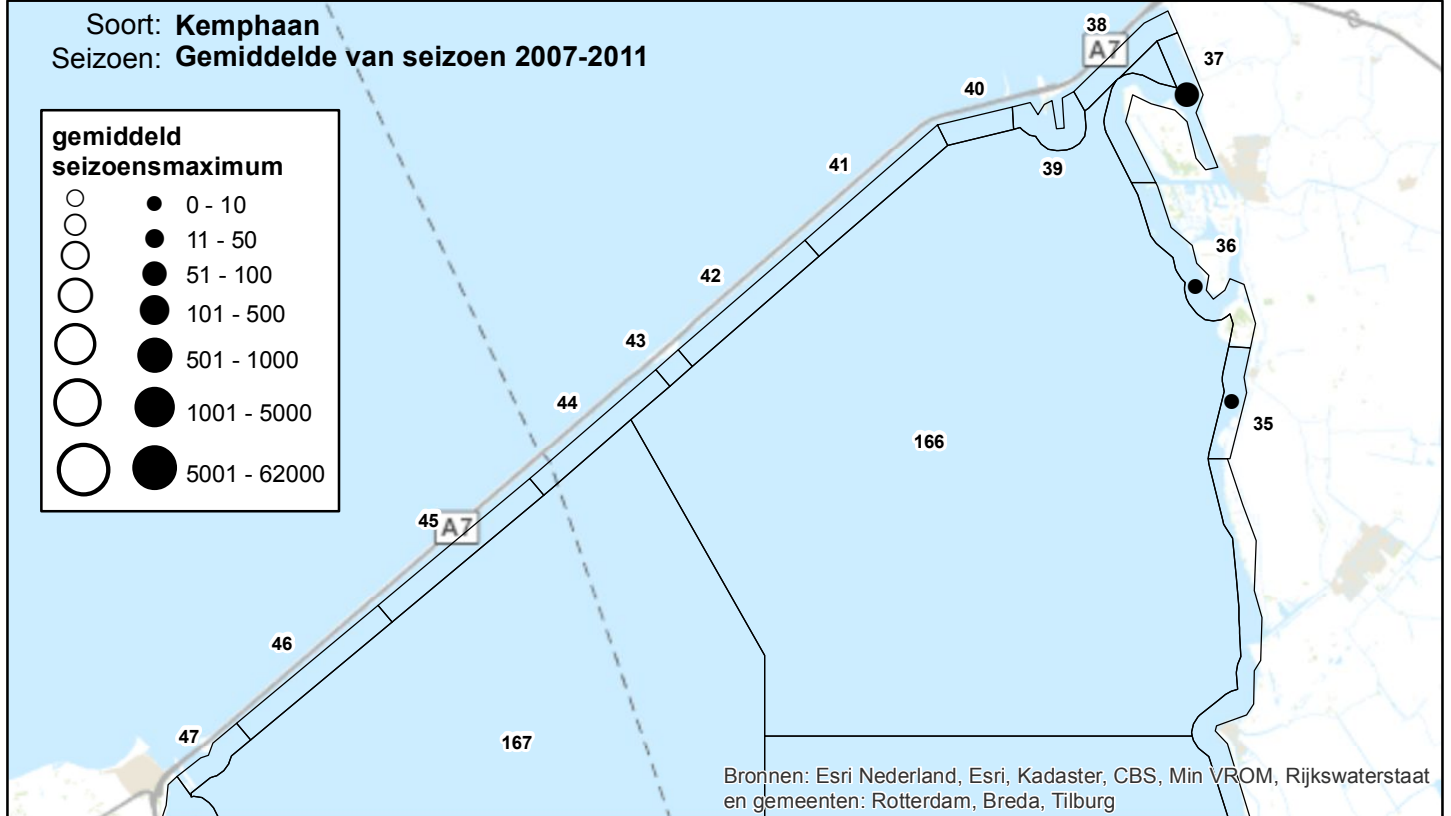 Soort: Kemphaan
Seizoen: Gemiddelde van seizoen 2007-2011
gemiddeld
seizoensmaximum
0 - 10
11 - 50
51 - 100
101 - 500
501 - 1000
1001 - 5000
5001 - 62000
38
A7
37
40
41
39
36
42
43
44
35
166
45
A7
46
47
167
Bronnen: Esri Nederland, Esri, Kadaster, CBS, Min VROM, Rijkswaterstaat
en gemeenten: Rotterdam, Breda, Tilburg